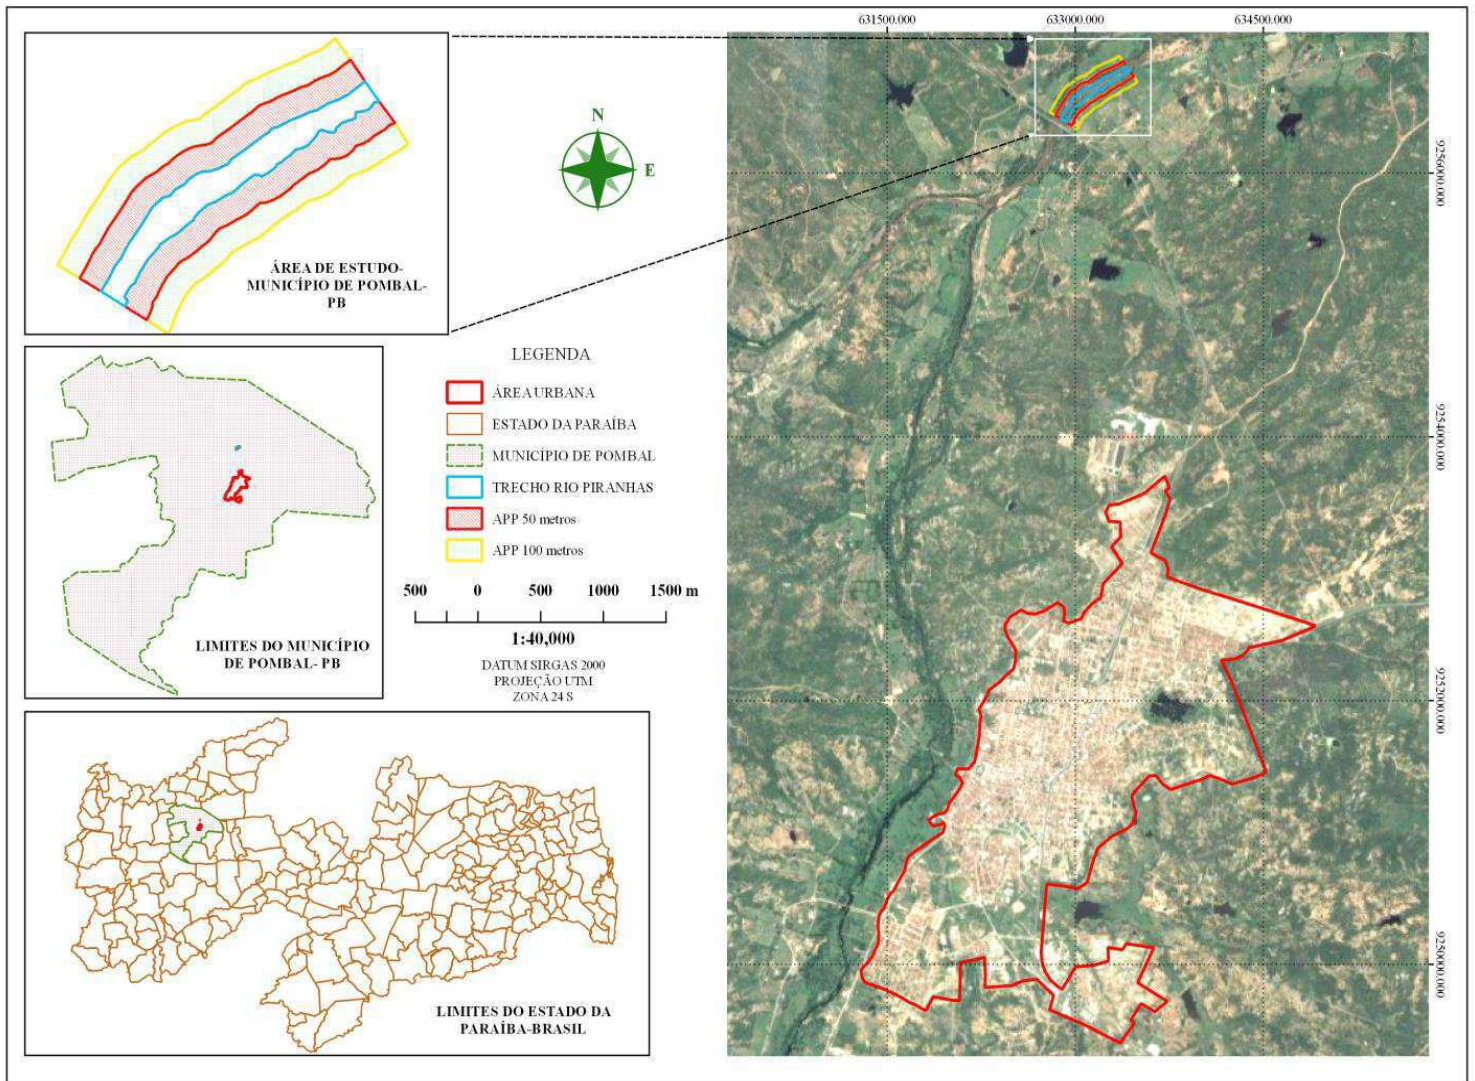 631500.000
633000.000
634500.000
ÁREA DE ESTUDO-
MUNICÍPIO DE POMBAL-
PB
N
E
9256000.000
9254000.000
9252000.000
9250000.000
LEGENDA
ÁREA URBANA
ESTADO DA PARAÍBA
MUNICÍPIO DE POMBAL
TRECHO RIO PIRANHAS
APP 50 metros
APP 100 metros
500 0 500 1000 1500 m
1:40,000
DATUM SIRGAS 2000
PROJEÇÃO UTM
ZONA 24 S
LIMITES DO MUNICÍPIO
DE POMBAL- PB
LIMITES DO ESTADO DA
PARAÍBA-BRASIL